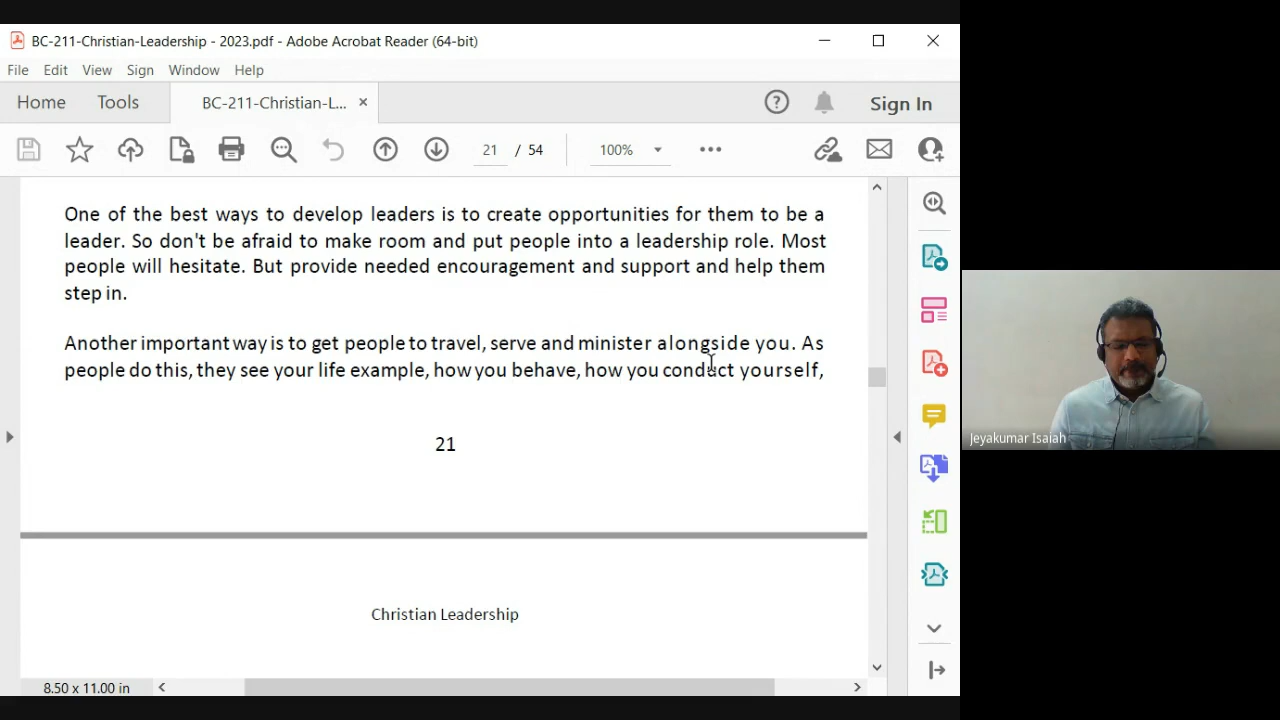 BC-211-Christian-Leadership - 2023.pdf - Adobe Acrobat Reader (64-bit)
File Edit View Sign Window Help
Home Tools BC-211-Christian-L... × Sign In
21 / 54 100%
One of the best ways to develop leaders is to create opportunities for them to be a
leader. So don't be afraid to make room and put people into a leadership role. Most
people will hesitate. But provide needed encouragement and support and help them
step in.
Another important way is to get people to travel, serve and minister alongside you. As
people do this, they see your life example, how you behave, how you conduct yourself,
21
Christian Leadership
8.50 x 11.00 in
Jeyakumar Isaiah